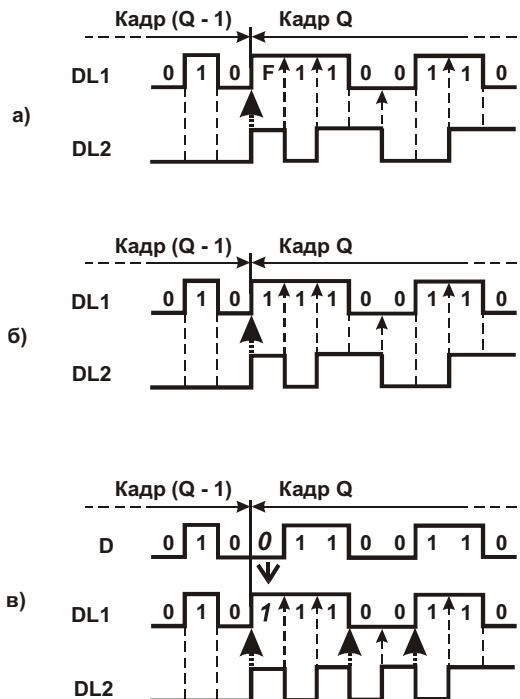 Кадр (Q - 1) Кадр Q
DL1 0 1 0 F 1 1 0 0 1 1 0
а)
DL2
Кадр (Q - 1) Кадр Q
DL1 0 1 0 1 1 1 0 0 1 1 0
б)
DL2
Кадр (Q - 1) Кадр Q
D 0 1 0 0 1 1 0 0 1 1 0
в)
DL1 0 1 0 1 1 1 0 0 1 1 0
DL2